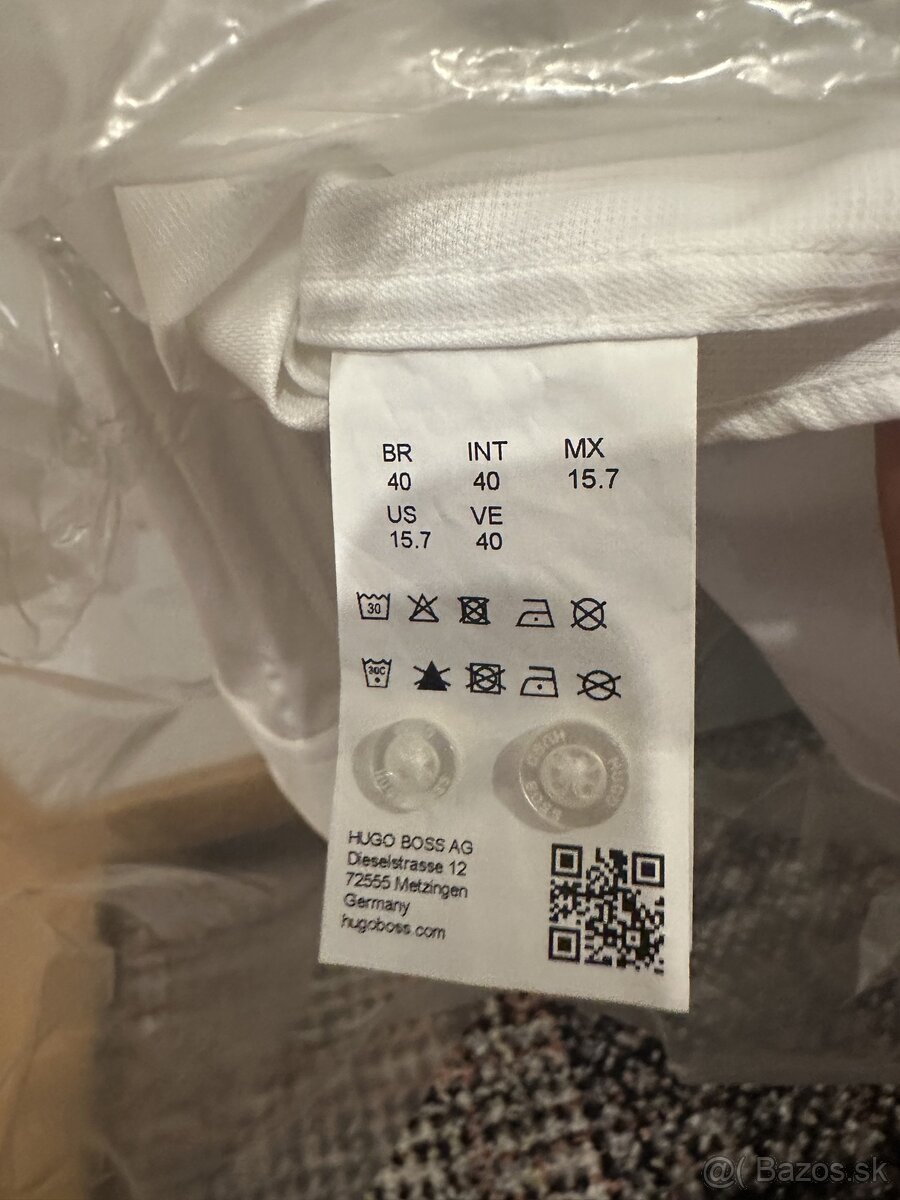 BR INT MX
40 40 15.7
US VE
15.7 40
30
30C
HUGO BOSS AG
Dieselstrasse 12
72555 Metzingen
Germany
hugoboss.com
@( Bazos.sk